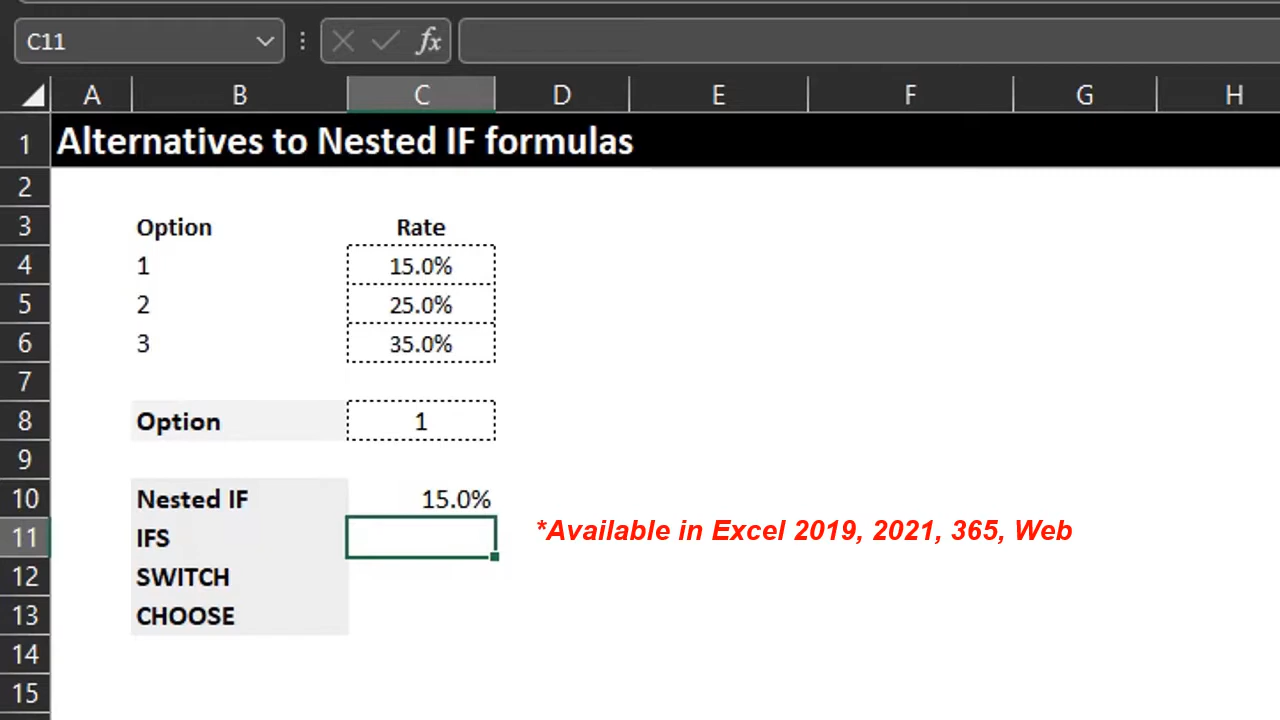 C11 fx
A B C D E F G H
1 Alternatives to Nested IF formulas
2
3 Option Rate
4 1 15.0%
5 2 25.0%
6 3 35.0%
7
8 Option 1
9
10 Nested IF 15.0%
11 IFS *Available in Excel 2019, 2021, 365, Web
12 SWITCH
13 CHOOSE
14
15